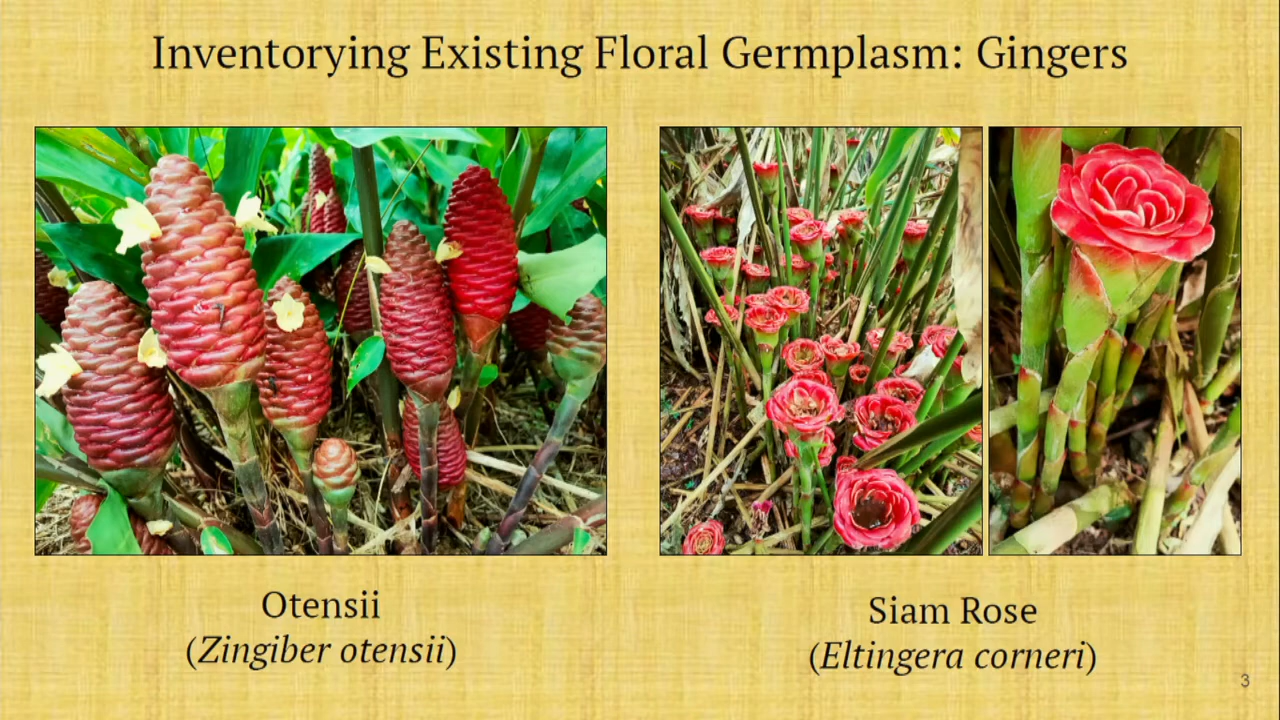 Inventorying Existing Floral Germplasm: Gingers
Otensii
(Zingiber otensii)
Siam Rose
(Eltingera corneri)
3